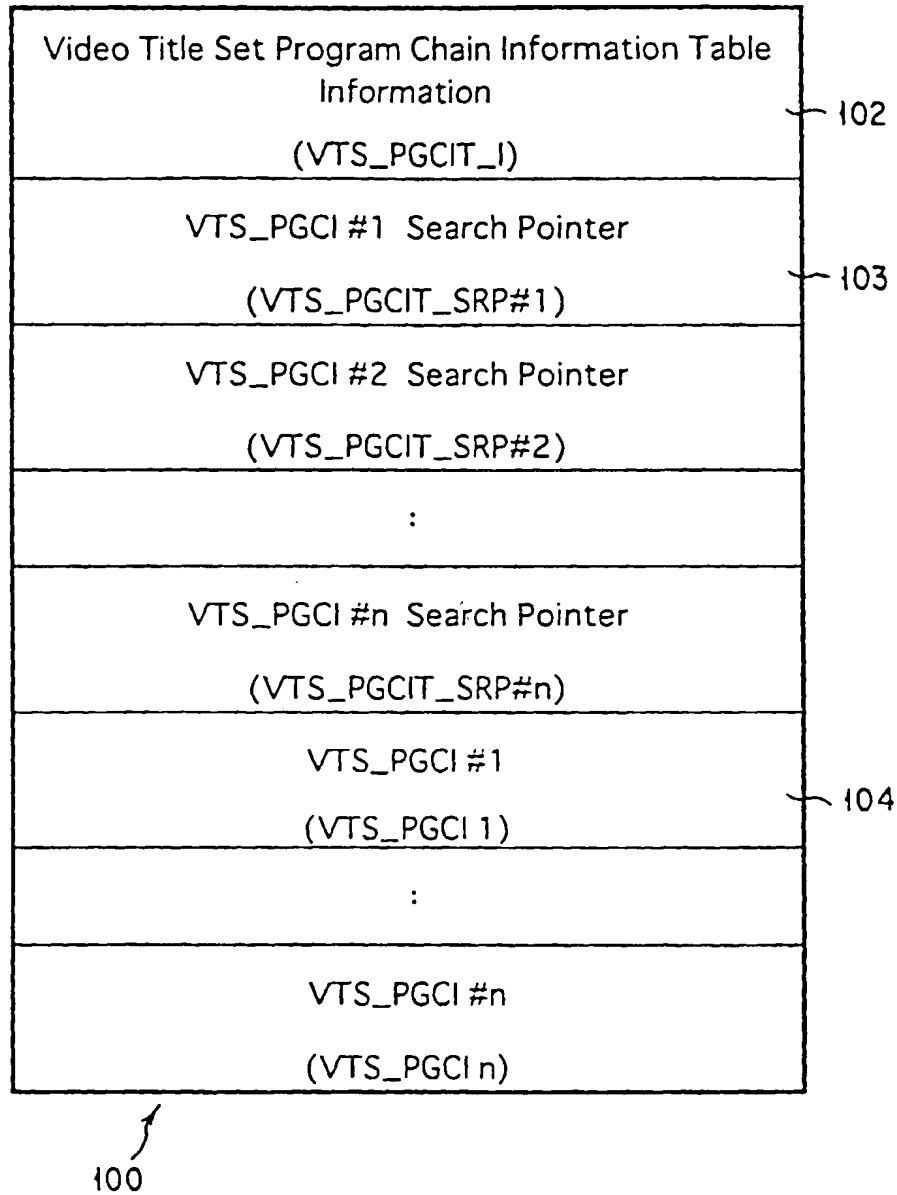 Video Title Set Program Chain Information Table
Information
(VTS_PGCIT_I)
102
VTS_PGCI #1 Search Pointer
(VTS_PGCIT_SRP#1)
103
VTS_PGCI #2 Search Pointer
(VTS_PGCIT_SRP#2)
:
VTS_PGCI #n Search Pointer
(VTS_PGCIT_SRP#n)
VTS_PGCI #1
(VTS_PGCI 1)
104
:
VTS_PGCI #n
(VTS_PGCI n)
100